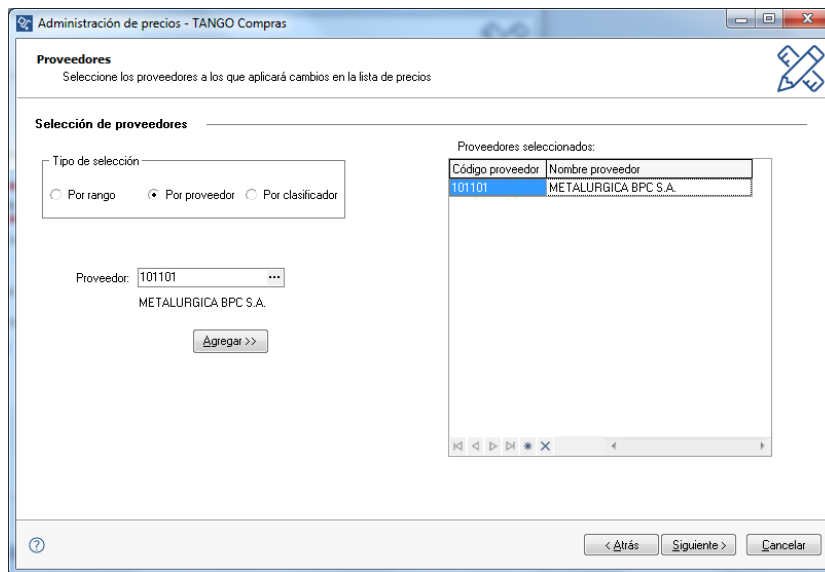 Administración de precios - TANGO Compras
Proveedores
Seleccione los proveedores a los que aplicará cambios en la lista de precios
Selección de proveedores
Tipo de selección
Por rango Por proveedor Por clasificador
Proveedor: 101101 ...
METALURGICA BPC S.A.
Agregar >>
Proveedores seleccionados:
Código proveedor Nombre proveedor
101101 METALURGICA BPC S.A.
? < Atrás Siguiente > Cancelar